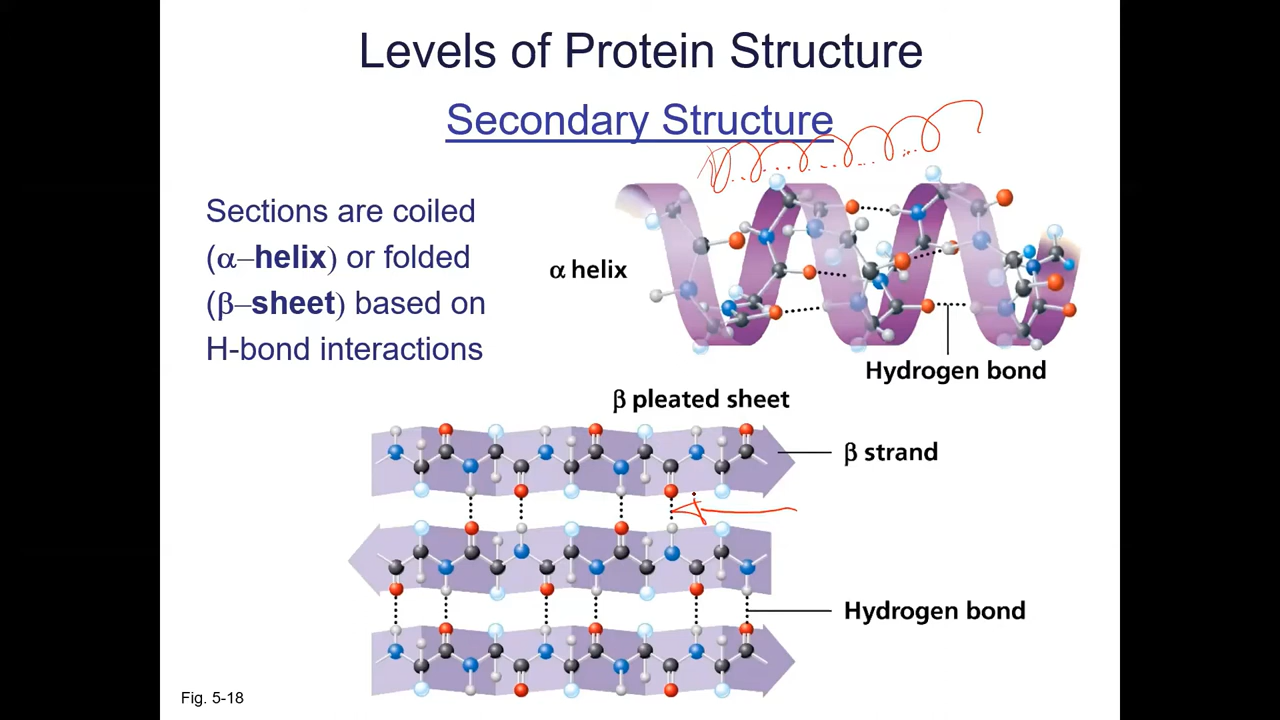 Levels of Protein Structure
Secondary Structure
Sections are coiled
(α–helix) or folded
(β–sheet) based on
H-bond interactions
α helix
Hydrogen bond
β pleated sheet
β strand
Hydrogen bond
Fig. 5-18